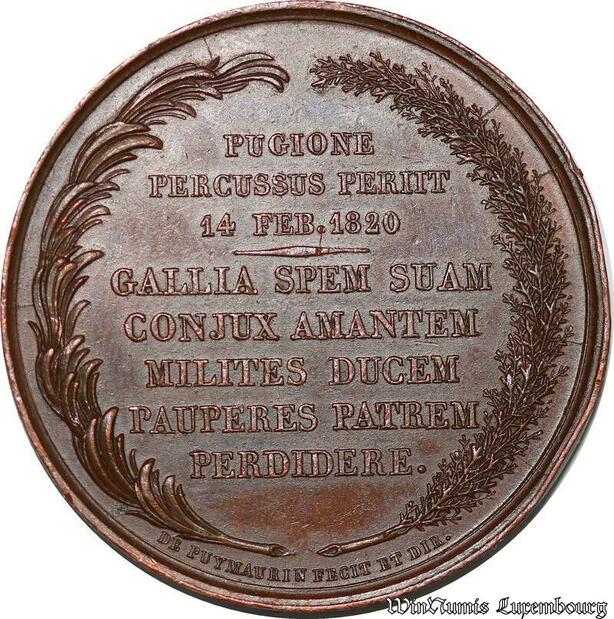 PUGIONE
PERCUSSUS PERIIT
14 FEB. 1820
GALLIA SPEM SUAM
CONJUX AMANTEM
MILITES DUCEM
PAUPERES PATREM
PERDIDERE.
DE PUYMAURIN FECIT ET DIR.
WinNumis Luxembourg